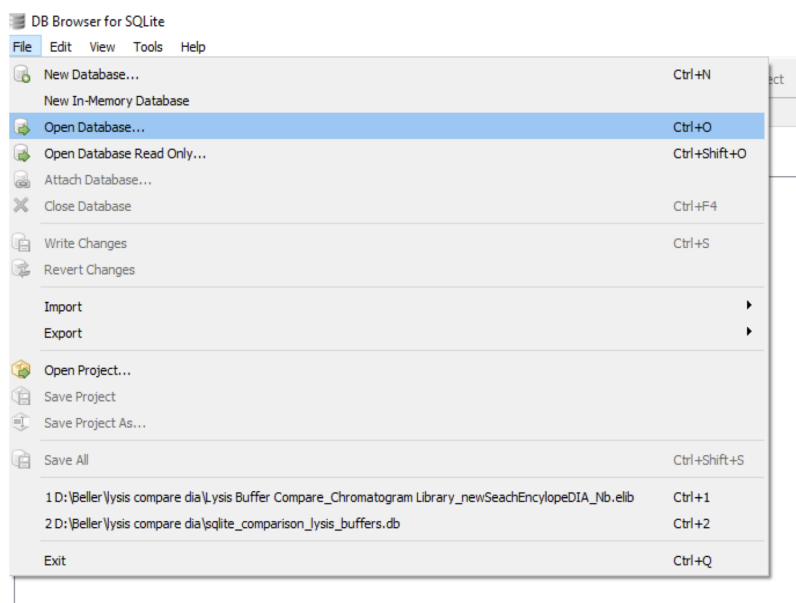 DB Browser for SQLite
File Edit View Tools Help
New Database... Ctrl+N
New In-Memory Database
Open Database... Ctrl+O
Open Database Read Only... Ctrl+Shift+O
Attach Database...
Close Database Ctrl+F4
Write Changes Ctrl+S
Revert Changes
Import
Export
Open Project...
Save Project
Save Project As...
Save All Ctrl+Shift+S
1 D:\Beller\lysis compare dia\Lysis Buffer Compare_Chromatogram Library_newSeachEncylopeDIA_Nb.elib Ctrl+1
2 D:\Beller\lysis compare dia\sqlite_comparison_lysis_buffers.db Ctrl+2
Exit Ctrl+Q